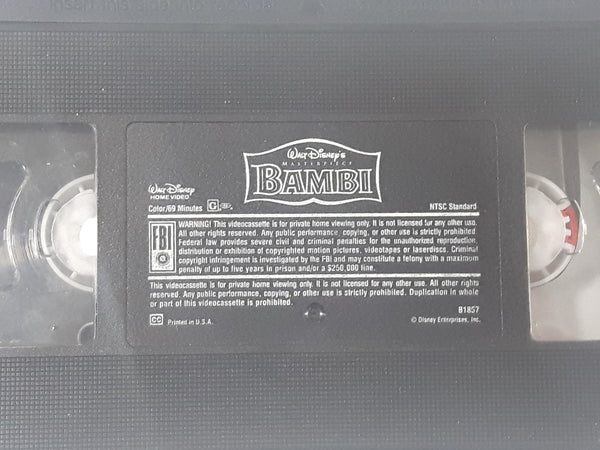 Insert this side
Walt Disney's
MASTERPIECE
BAMBI
Walt Disney
HOME VIDEO
Color/69 Minutes G
NTSC Standard
FBI
WARNING! This videocassette is for private home viewing only. It is not licensed for any other use.
All other rights reserved. Any public performance, copying, or other use is strictly prohibited.
Federal law provides severe civil and criminal penalties for the unauthorized reproduction,
distribution or exhibition of copyrighted motion pictures, videotapes or laserdiscs. Criminal
copyright infringement is investigated by the FBI and may constitute a felony with a maximum
penalty of up to five years in prison and/or a $250,000 fine.
This videocassette is for private home viewing only. It is not licensed for any other use. All other rights
reserved. Any public performance, copying, or other use is strictly prohibited. Duplication in whole
or part of this videocassette is prohibited.
81857
CC Printed in U.S.A.
© Disney Enterprises, Inc.